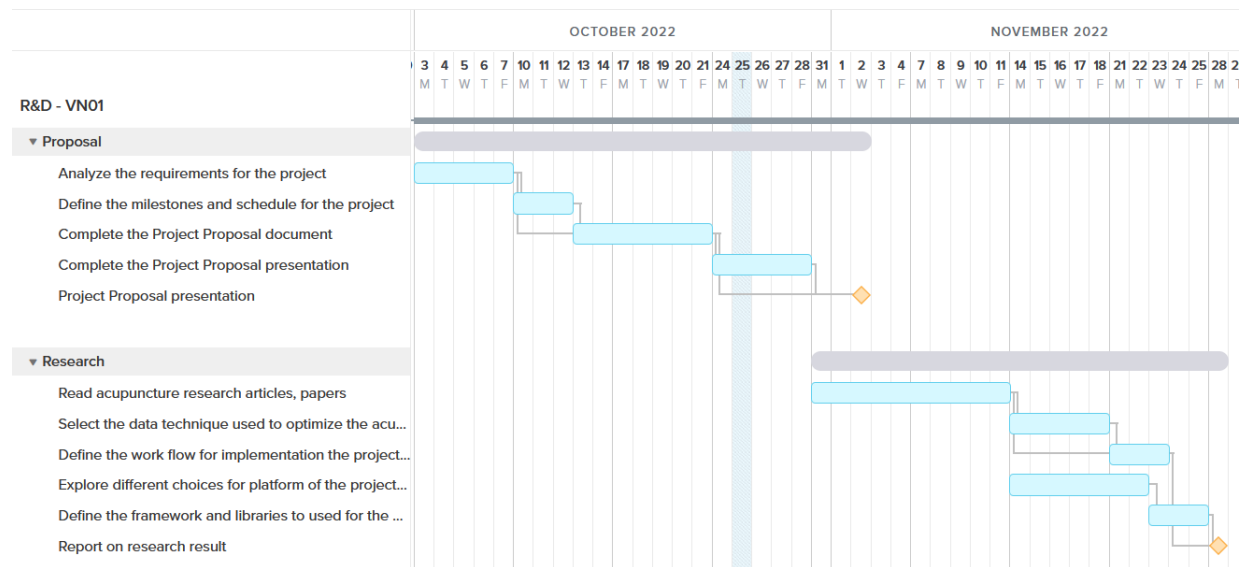 OCTOBER 2022 NOVEMBER 2022
3 4 5 6 7 10 11 12 13 14 17 18 19 20 21 24 25 26 27 28 31 1 2 3 4 7 8 9 10 11 14 15 16 17 18 21 22 23 24 25 28
M T W T F M T W T F M T W T F M T W T F M T W T F M T W T F M T W T F M T W T F M
R&D - VN01
Proposal
Analyze the requirements for the project
Define the milestones and schedule for the project
Complete the Project Proposal document
Complete the Project Proposal presentation
Project Proposal presentation
Research
Read acupuncture research articles, papers
Select the data technique used to optimize the acu...
Define the work flow for implementation the project...
Explore different choices for platform of the project...
Define the framework and libraries to used for the ...
Report on research result